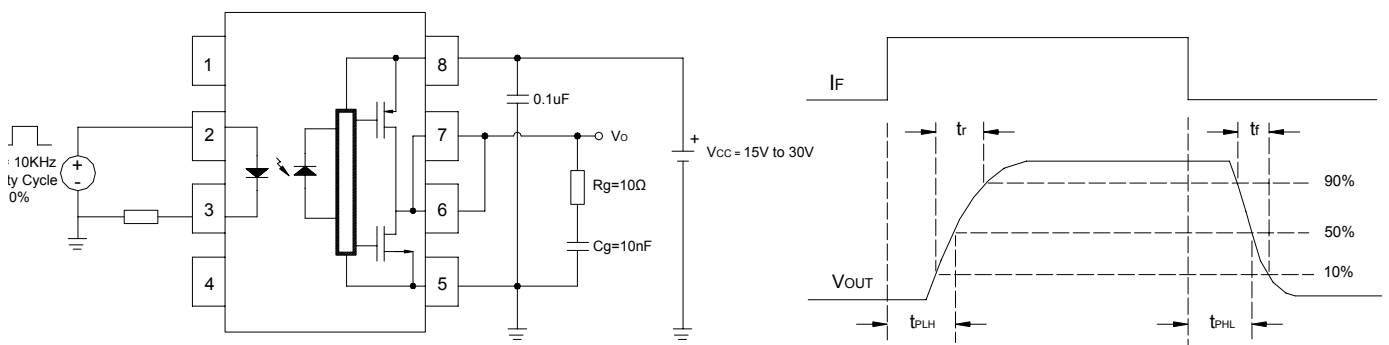 1
2
3
4
8
7
6
5
= 10KHz
ty Cycle
0%
+
-
0.1uF
VO
Rg=10Ω
Cg=10nF
+
VCC = 15V to 30V
IF
tr
tf
90%
50%
10%
VOUT
tPLH
tPHL